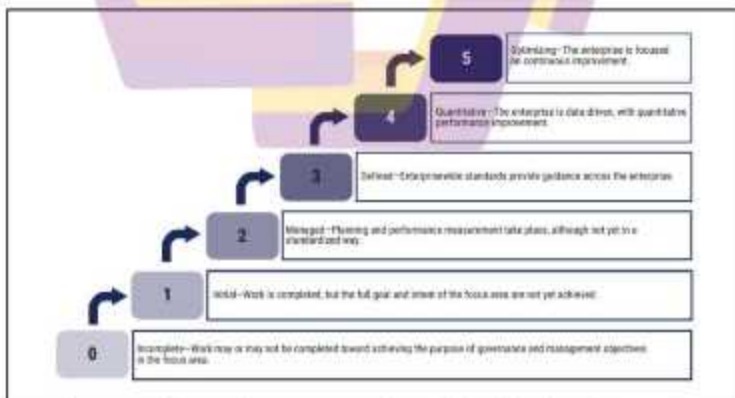 5
Optimizing—The enterprise is focused
on continuous improvement.
4
Quantitative—The enterprise is data driven, with quantitative
performance improvement.
3
Defined—Enterprisewide standards provide guidance across the enterprise.
2
Managed—Planning and performance measurement take place, although not yet in a
standardized way.
1
Initial—Work is completed, but the full goal and intent of the focus area are not yet achieved.
0
Incomplete—Work may or may not be completed toward achieving the purpose of governance and management objectives
in the focus area.